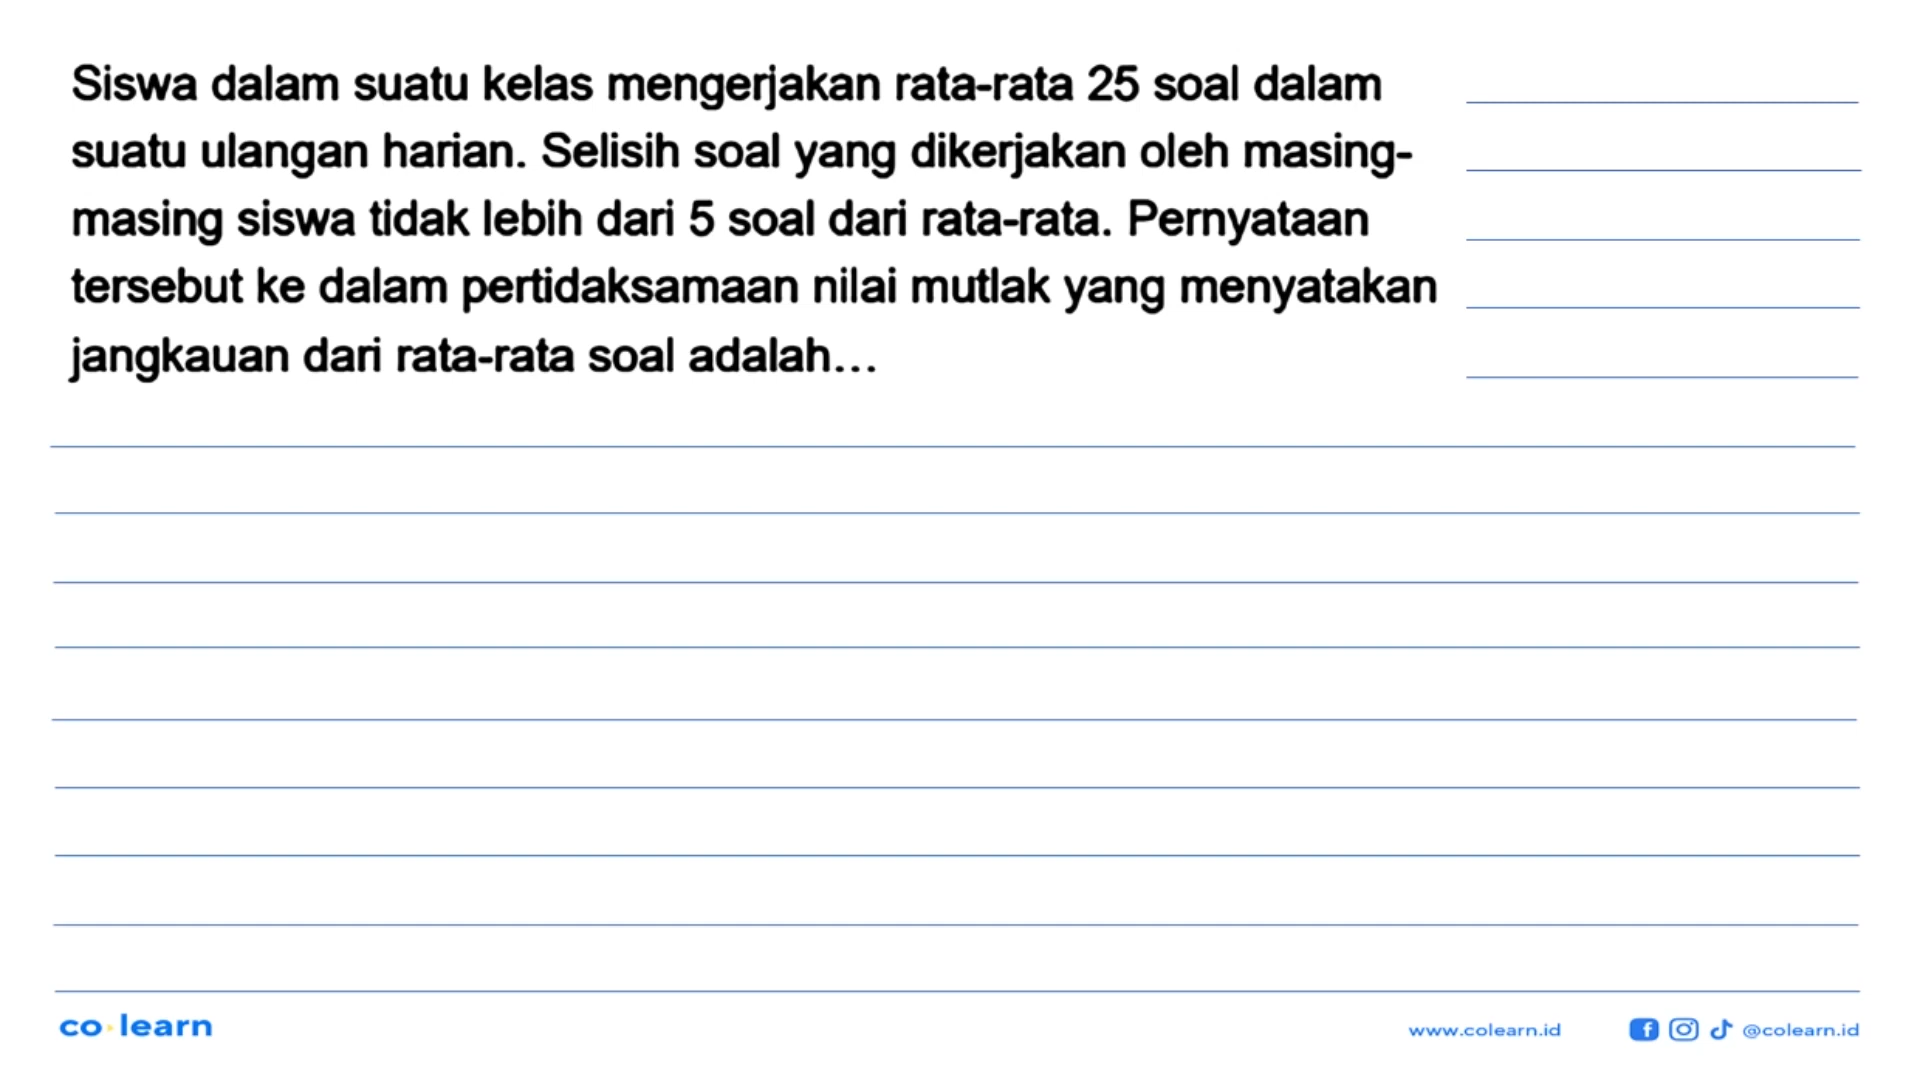 Siswa dalam suatu kelas mengerjakan rata-rata 25 soal dalam
suatu ulangan harian. Selisih soal yang dikerjakan oleh masing-
masing siswa tidak lebih dari 5 soal dari rata-rata. Pernyataan
tersebut ke dalam pertidaksamaan nilai mutlak yang menyatakan
jangkauan dari rata-rata soal adalah...
co learn
www.colearn.id
@colearn.id